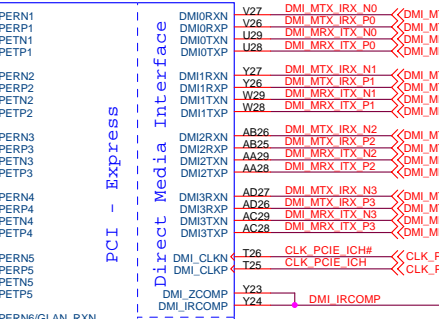 PERN1 DMI0RXN V27 DMI_MTX_IRX_N0
PERP1 DMI0RXP V26 DMI_MTX_IRX_P0
PETN1 DMI0TXN U29 DMI_MRX_ITX_N0
PETP1 DMI0TXP U28 DMI_MRX_ITX_P0
PERN2 DMI1RXN Y27 DMI_MTX_IRX_N1
PERP2 DMI1RXP Y26 DMI_MTX_IRX_P1
PETN2 DMI1TXN W29 DMI_MRX_ITX_N1
PETP2 DMI1TXP W28 DMI_MRX_ITX_P1
PERN3 DMI2RXN AB26 DMI_MTX_IRX_N2
PERP3 DMI2RXP AB25 DMI_MTX_IRX_P2
PETN3 DMI2TXN AA29 DMI_MRX_ITX_N2
PETP3 DMI2TXP AA28 DMI_MRX_ITX_P2
PERN4 DMI3RXN AD27 DMI_MTX_IRX_N3
PERP4 DMI3RXP AD26 DMI_MTX_IRX_P3
PETN4 DMI3TXN AC29 DMI_MRX_ITX_N3
PETP4 DMI3TXP AC28 DMI_MRX_ITX_P3
PERN5 DMI_CLKN T26 CLK_PCIE_ICH#
PERP5 DMI_CLKP T25 CLK_PCIE_ICH
PETN5
PETP5 DMI_ZCOMP Y23
DMI_IRCOMP Y24 DMI_IRCOMP
PERN6/GLAN_RXN
PCI - Express
Direct Media Interface